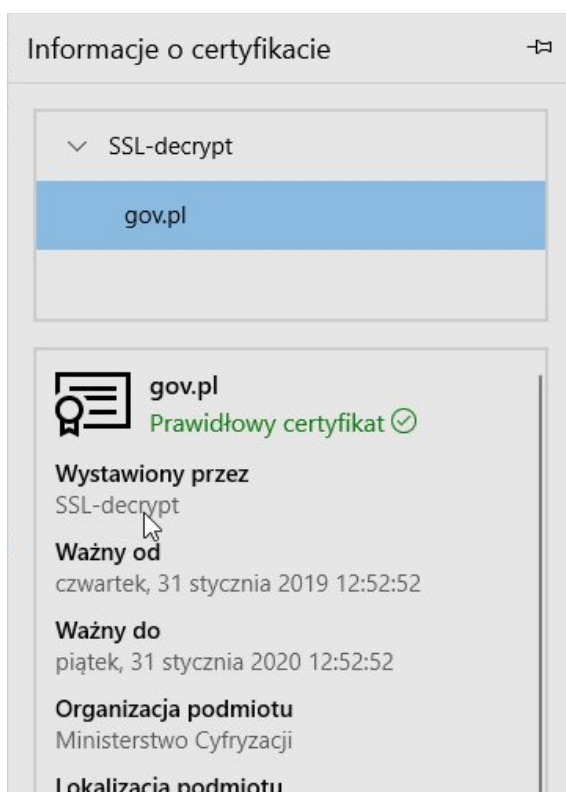 Informacje o certyfikacie
SSL-decrypt
gov.pl
gov.pl
Prawidłowy certyfikat
Wystawiony przez
SSL-decrypt
Ważny od
czwartek, 31 stycznia 2019 12:52:52
Ważny do
piątek, 31 stycznia 2020 12:52:52
Organizacja podmiotu
Ministerstwo Cyfryzacji
Lokalizacja podmiotu